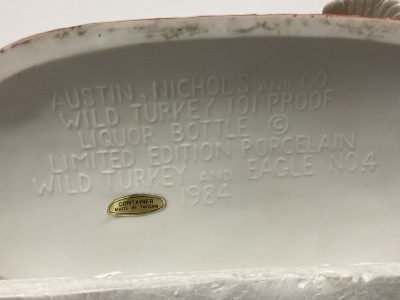 AUSTIN, NICHOLS AND CO.
WILD TURKEY 101 PROOF
LIQUOR BOTTLE ©
LIMITED EDITION PORCELAIN
WILD TURKEY AND EAGLE NO. 4
1984
CONTAINER
MADE IN TAIWAN